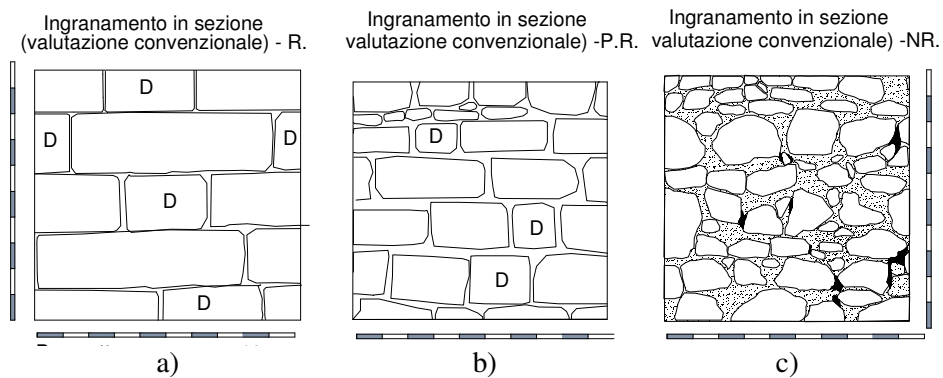 Ingranamento in sezione
(valutazione convenzionale) - R.
Ingranamento in sezione
valutazione convenzionale) -P.R.
Ingranamento in sezione
valutazione convenzionale) -NR.
D
D
D
D
D
D
D
D
a)
b)
c)